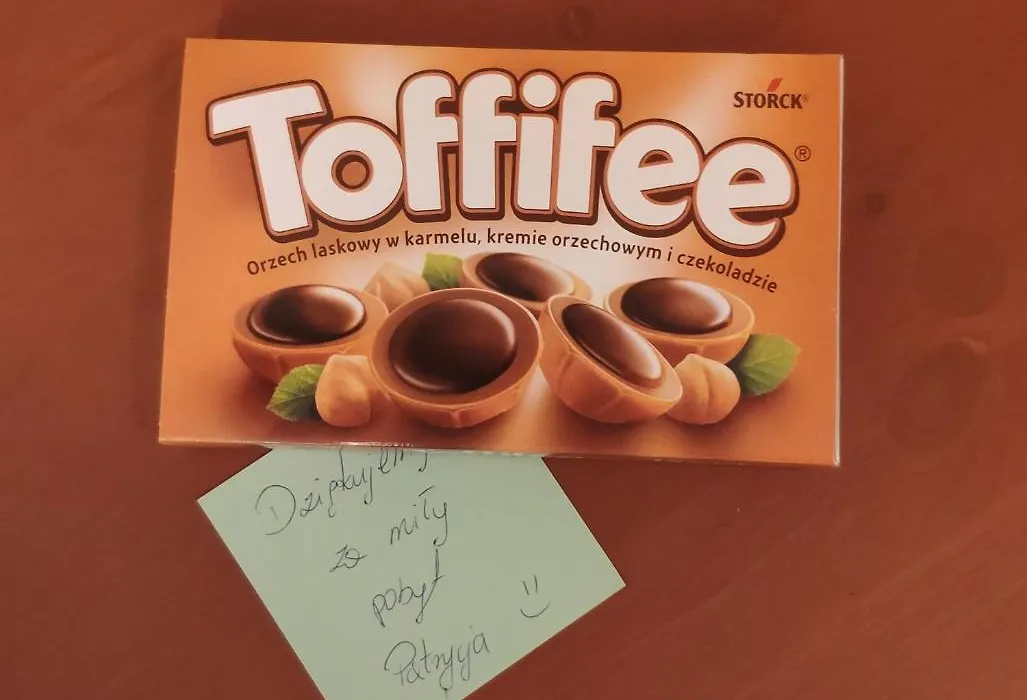 Toffifee®
STORCK®
Orzech laskowy w karmelu, kremie orzechowym i czekoladzie
Dziękujemy
za miły
pobyt
Patrycja